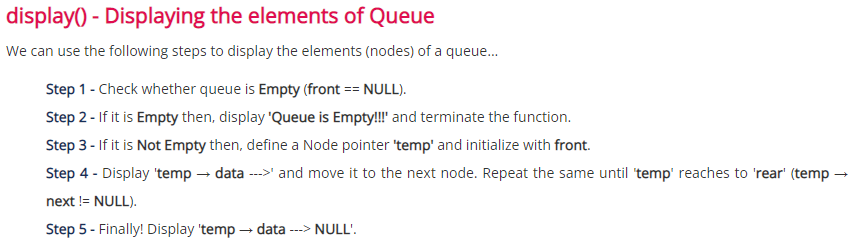 display() - Displaying the elements of Queue
We can use the following steps to display the elements (nodes) of a queue...
Step 1 - Check whether queue is Empty (front == NULL).
Step 2 - If it is Empty then, display 'Queue is Empty!!!' and terminate the function.
Step 3 - If it is Not Empty then, define a Node pointer 'temp' and initialize with front.
Step 4 - Display 'temp → data --->' and move it to the next node. Repeat the same until 'temp' reaches to 'rear' (temp →
next != NULL).
Step 5 - Finally! Display 'temp → data ---> NULL'.